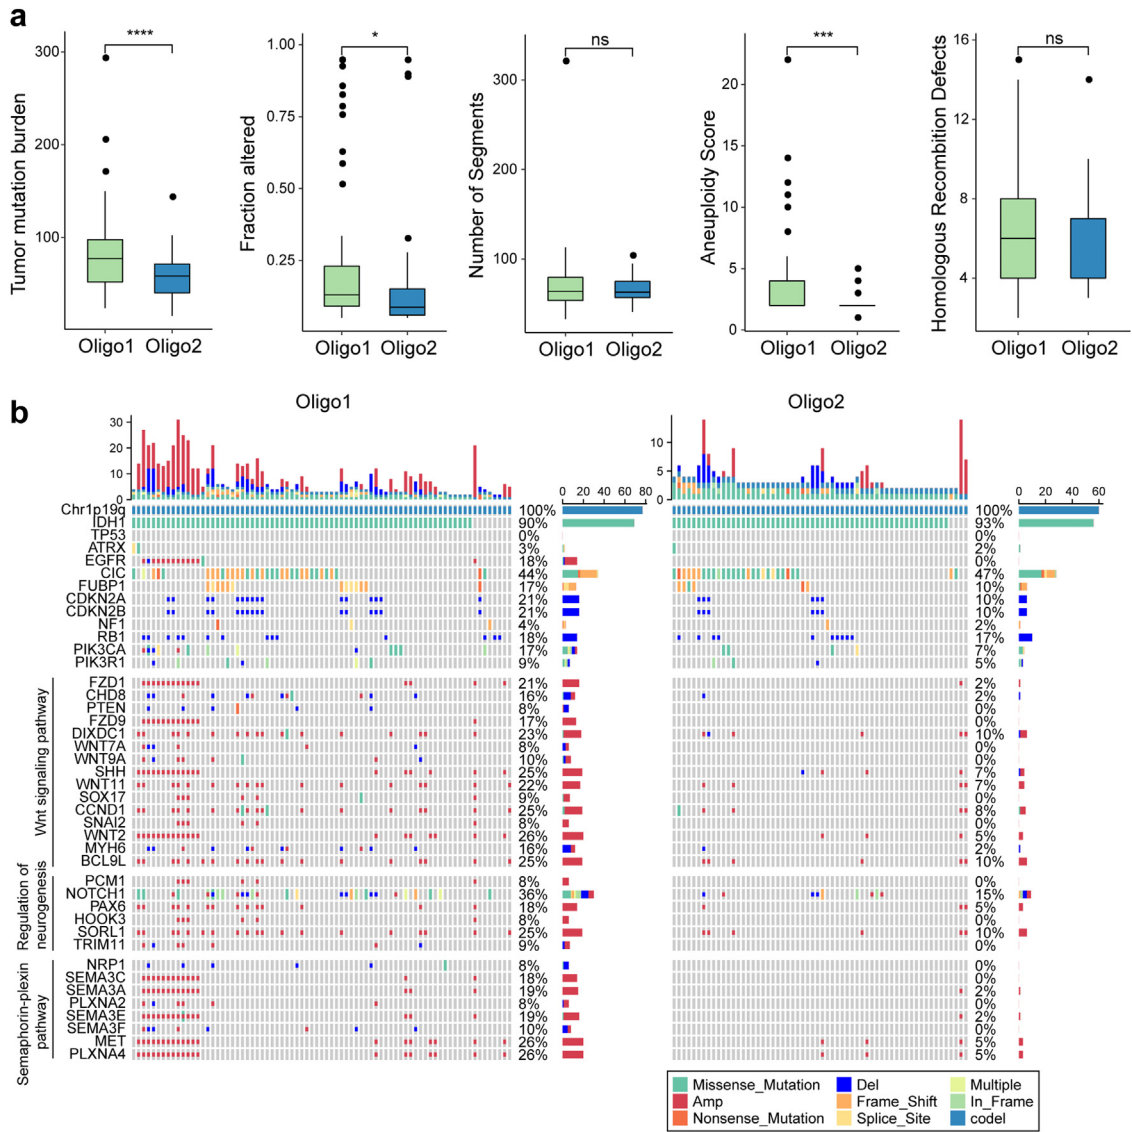 a
Tumor mutation burden
300
200
100
****
Oligo1 Oligo2
Fraction altered
1.00
0.75
0.50
0.25
*
Oligo1 Oligo2
Number of Segments
300
200
100
ns
Oligo1 Oligo2
Aneuploidy Score
20
15
10
5
0
***
Oligo1 Oligo2
Homologous Recombition Defects
16
12
8
4
ns
Oligo1 Oligo2
b
Oligo1
Oligo2
30
20
10
0
0 20 40 60 80
10
5
0
0 20 40 60
Chr1p19q 100% 100%
IDH1 90% 93%
TP53 0% 0%
ATRX 3% 2%
EGFR 18% 0%
CIC 44% 47%
FUBP1 17% 10%
CDKN2A 21% 10%
CDKN2B 21% 10%
NF1 4% 2%
RB1 18% 17%
PIK3CA 17% 7%
PIK3R1 9% 5%
Wnt signaling pathway
FZD1 21% 2%
CHD8 16% 2%
PTEN 8% 0%
FZD9 17% 0%
DIXDC1 23% 10%
WNT7A 8% 0%
WNT9A 10% 0%
SHH 25% 7%
WNT11 22% 7%
SOX17 9% 0%
CCND1 25% 8%
SNAI2 8% 0%
WNT2 26% 5%
MYH6 16% 2%
BCL9L 25% 10%
Regulation of
neurogenesis
PCM1 8% 0%
NOTCH1 36% 15%
PAX6 18% 5%
HOOK3 8% 0%
SORL1 25% 10%
TRIM11 9% 0%
Semaphorin-plexin
pathway
NRP1 8% 0%
SEMA3C 18% 0%
SEMA3A 19% 2%
PLXNA2 8% 0%
SEMA3E 19% 2%
SEMA3F 10% 0%
MET 26% 5%
PLXNA4 26% 5%
Missense_Mutation Del Multiple
Amp Frame_Shift In_Frame
Nonsense_Mutation Splice_Site codel